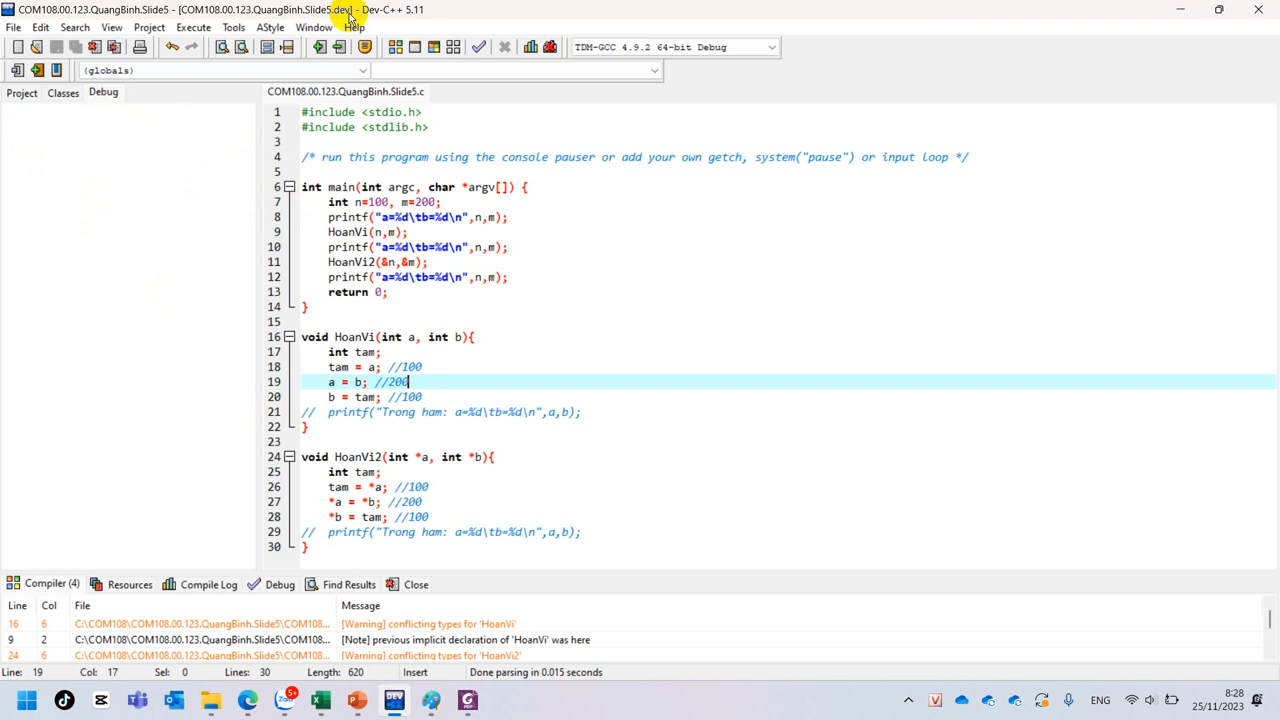 COM108.00.123.QuangBinh.Slide5 - [COM108.00.123.QuangBinh.Slide5.dev] - Dev-C++ 5.11
File Edit Search View Project Execute Tools AStyle Window Help
TDM-GCC 4.9.2 64-bit Debug
(globals)
Project Classes Debug
COM108.00.123.QuangBinh.Slide5.c
1 #include <stdio.h>
2 #include <stdlib.h>
3
4 /* run this program using the console pauser or add your own getch, system("pause") or input loop */
5
6 int main(int argc, char *argv[]) {
7 int n=100, m=200;
8 printf("a=%d\tb=%d\n",n,m);
9 HoanVi(n,m);
10 printf("a=%d\tb=%d\n",n,m);
11 HoanVi2(&n,&m);
12 printf("a=%d\tb=%d\n",n,m);
13 return 0;
14 }
15
16 void HoanVi(int a, int b){
17 int tam;
18 tam = a; //100
19 a = b; //200
20 b = tam; //100
21 // printf("Trong ham: a=%d\tb=%d\n",a,b);
22 }
23
24 void HoanVi2(int *a, int *b){
25 int tam;
26 tam = *a; //100
27 *a = *b; //200
28 *b = tam; //100
29 // printf("Trong ham: a=%d\tb=%d\n",a,b);
30 }
Compiler (4) Resources Compile Log Debug Find Results Close
Line Col File Message
16 6 C:\COM108\COM108.00.123.QuangBinh.Slide5\COM108... [Warning] conflicting types for 'HoanVi'
9 2 C:\COM108\COM108.00.123.QuangBinh.Slide5\COM108... [Note] previous implicit declaration of 'HoanVi' was here
24 6 C:\COM108\COM108.00.123.QuangBinh.Slide5\COM108... [Warning] conflicting types for 'HoanVi2'
Line: 19 Col: 17 Sel: 0 Lines: 30 Length: 620 Insert Done parsing in 0.015 seconds
DEV
5+
Zalo
PDF
ENG
8:28
25/11/2023